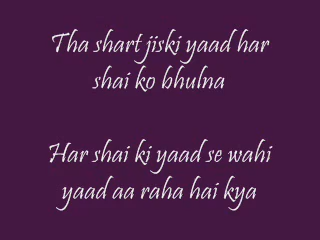 Tha shart jiski yaad har
shai ko bhulna
Har shai ki yaad se wahi
yaad aa raha hai kya